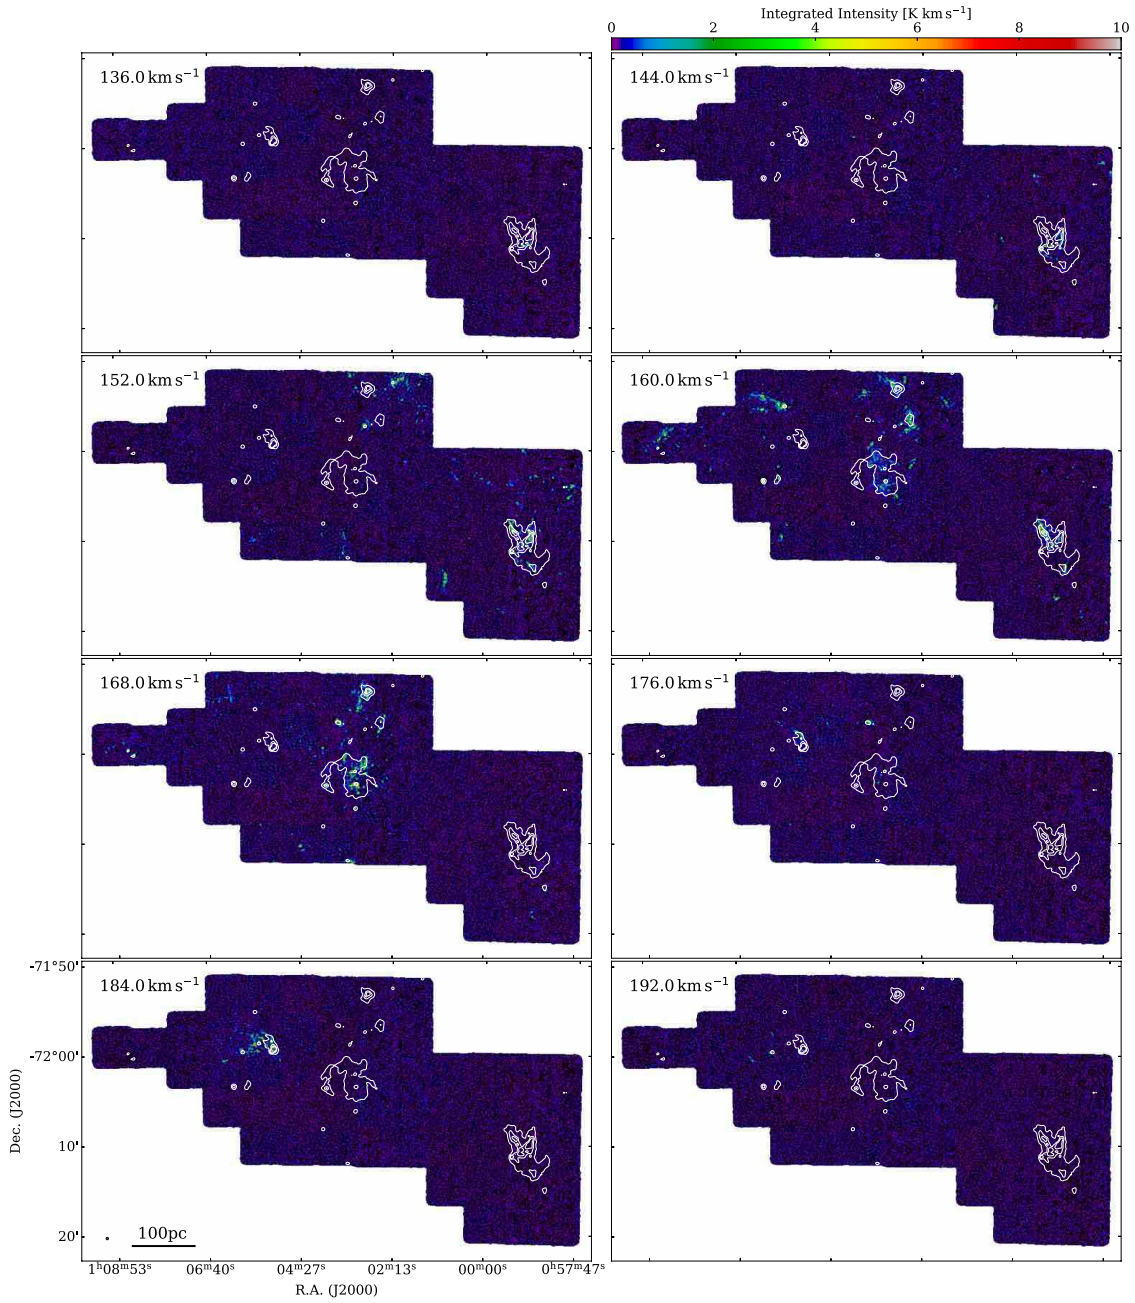 Integrated Intensity [K km s⁻¹]
0 2 4 6 8 10
136.0 km s⁻¹
144.0 km s⁻¹
152.0 km s⁻¹
160.0 km s⁻¹
168.0 km s⁻¹
176.0 km s⁻¹
-71°50'
184.0 km s⁻¹
192.0 km s⁻¹
-72°00'
Dec. (J2000)
10'
20'
100pc
1ʰ08ᵐ53ˢ 06ᵐ40ˢ 04ᵐ27ˢ 02ᵐ13ˢ 00ᵐ00ˢ 0ʰ57ᵐ47ˢ
R.A. (J2000)